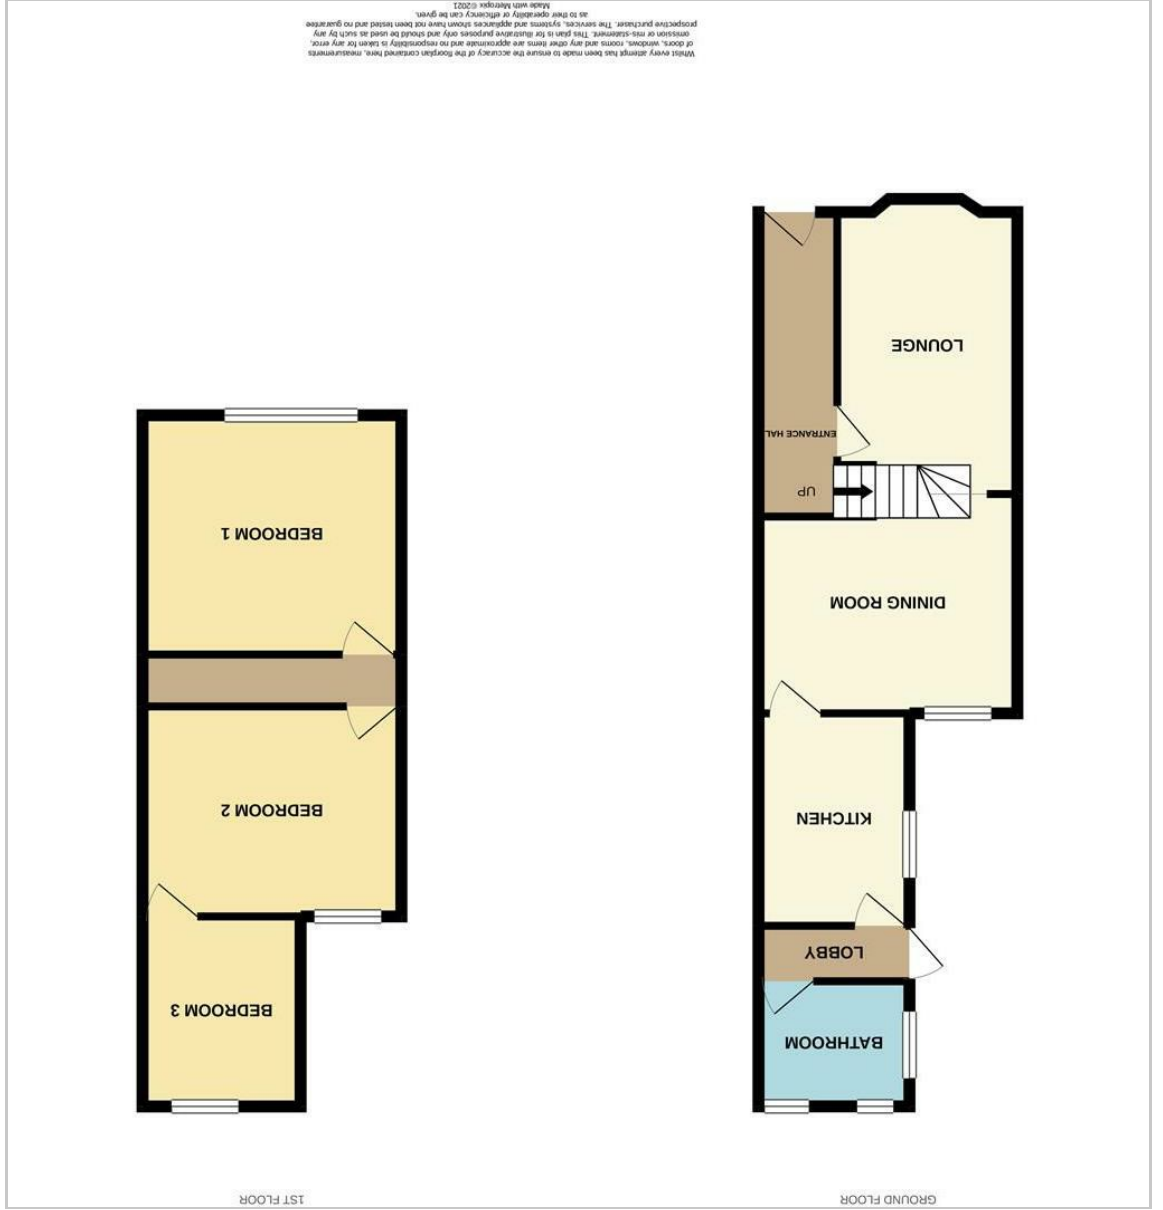 GROUND FLOOR
1ST FLOOR
BATHROOM
LOBBY
KITCHEN
DINING ROOM
UP
ENTRANCE HAL
LOUNGE
BEDROOM 3
BEDROOM 2
BEDROOM 1
Whilst every attempt has been made to ensure the accuracy of the floorplan contained here, measurements
of doors, windows, rooms and any other items are approximate and no responsibility is taken for any error,
omission or mis-statement. This plan is for illustrative purposes only and should be used as such by any
prospective purchaser. The services, systems and appliances shown have not been tested and no guarantee
as to their operability or efficiency can be given.
Made with Metropix ©2021